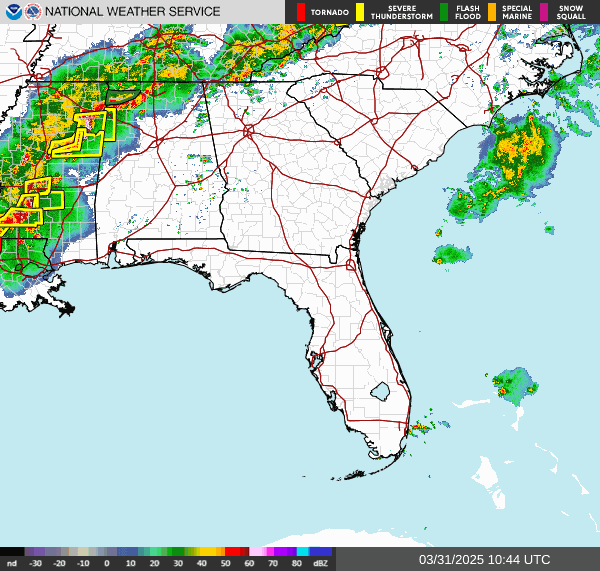 NATIONAL WEATHER SERVICE
TORNADO
SEVERE
THUNDERSTORM
FLASH
FLOOD
SPECIAL
MARINE
SNOW
SQUALL
nd -30 -20 -10 0 10 20 30 40 50 60 70 80 dBZ
03/31/2025 10:44 UTC